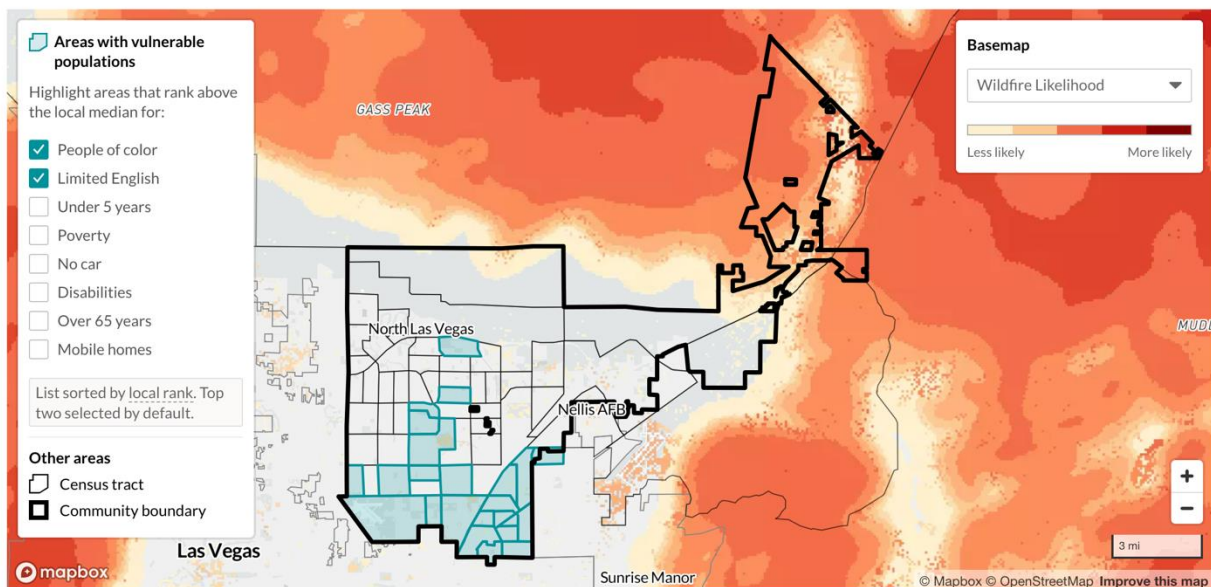 Areas with vulnerable
populations
Highlight areas that rank above
the local median for:
People of color
Limited English
Under 5 years
Poverty
No car
Disabilities
Over 65 years
Mobile homes
List sorted by local rank. Top
two selected by default.
Other areas
Census tract
Community boundary
mapbox
GASS PEAK
North Las Vegas
Nellis AFB
Las Vegas
Sunrise Manor
Basemap
Wildfire Likelihood
Less likely More likely
MUDD
+
−
3 mi
© Mapbox © OpenStreetMap Improve this map